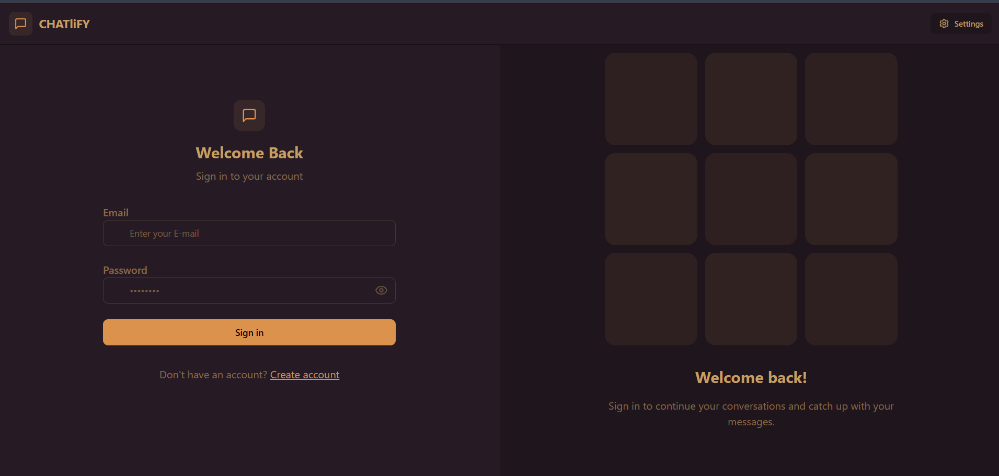 CHATliFY
Settings
Welcome Back
Sign in to your account
Email
Enter your E-mail
Password
••••••••
Sign in
Don't have an account? Create account
Welcome back!
Sign in to continue your conversations and catch up with your
messages.